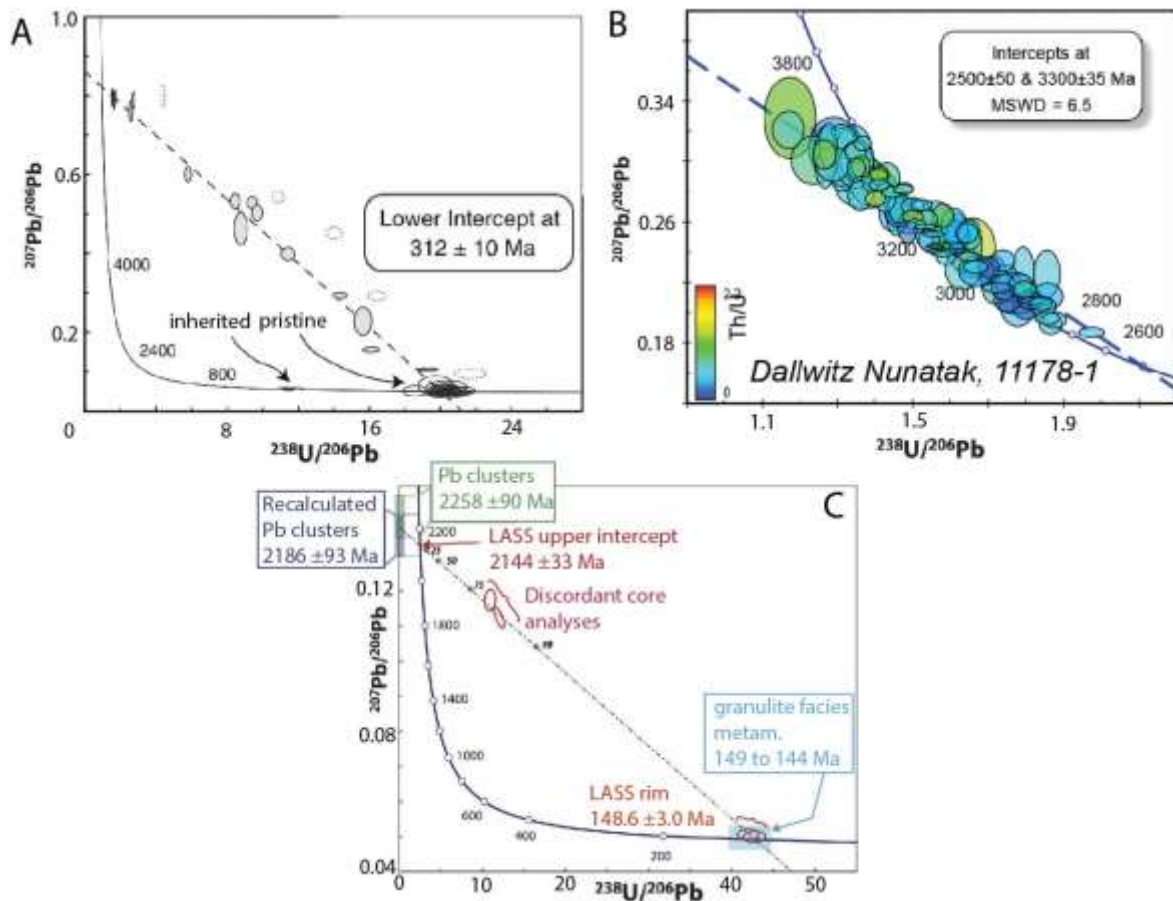 A
1.0
0.6
0.2
207Pb/206Pb
4000
2400
800
inherited pristine
Lower Intercept at
312 ± 10 Ma
0
8
16
24
238U/206Pb
B
Intercepts at
2500±50 & 3300±35 Ma
MSWD = 6.5
3800
0.34
0.26
0.18
207Pb/206Pb
3200
3000
2800
2600
Th/U
0
Dallwitz Nunatak, 11178-1
1.1
1.5
1.9
238U/206Pb
C
Pb clusters
2258 ±90 Ma
Recalculated
Pb clusters
2186 ±93 Ma
LASS upper intercept
2144 ±33 Ma
Discordant core
analyses
2200
1800
1400
1000
600
400
200
granulite facies
metam.
149 to 144 Ma
LASS rim
148.6 ±3.0 Ma
0.12
0.08
0.04
207Pb/206Pb
0
10
20
30
40
50
238U/206Pb